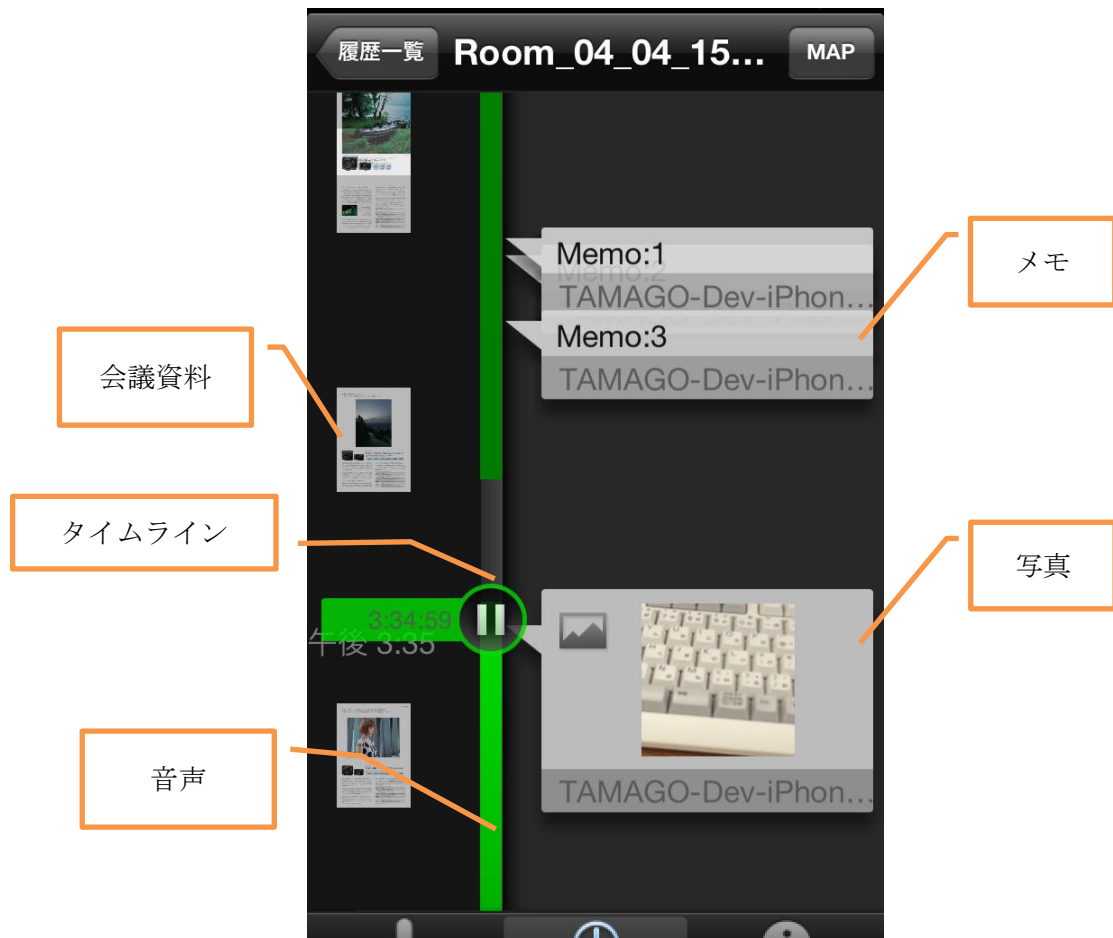 履歴一覧
Room_04_04_15...
MAP
Memo:1
Memo:2
TAMAGO-Dev-iPhon...
メモ
Memo:3
TAMAGO-Dev-iPhon...
会議資料
タイムライン
写真
3:34:59
午後 3:35
音声
TAMAGO-Dev-iPhon...